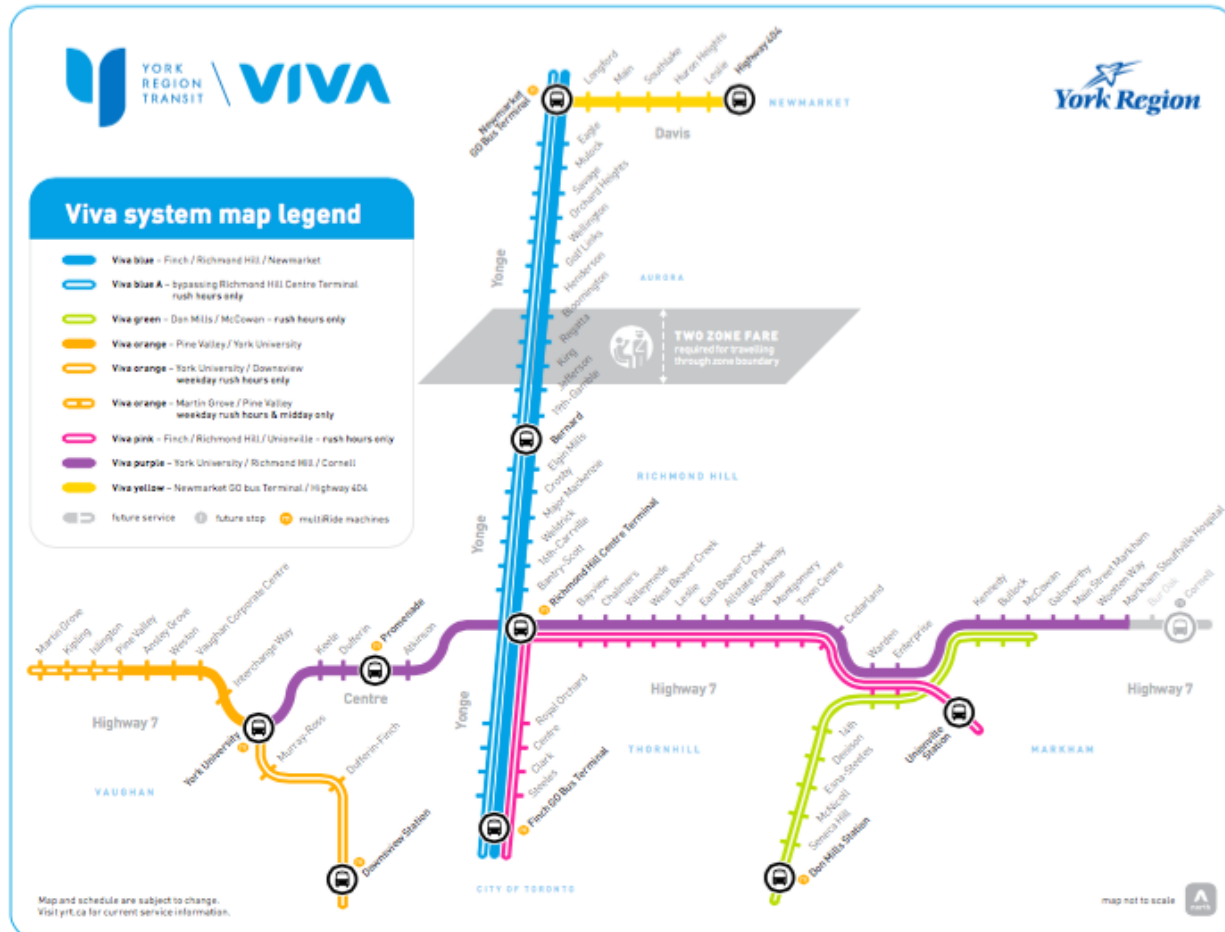 YORK
REGION
TRANSIT
VIVA
York Region
Viva system map legend
Viva blue – Finch / Richmond Hill / Newmarket
Viva blue A – bypassing Richmond Hill Centre Terminal
rush hours only
Viva green – Don Mills / McCowan – rush hours only
Viva orange – Pine Valley / York University
Viva orange – York University / Downsview
weekday rush hours only
Viva orange – Martin Grove / Pine Valley
weekday rush hours & midday only
Viva pink – Finch / Richmond Hill / Unionville – rush hours only
Viva purple – York University / Richmond Hill / Cornell
Viva yellow – Newmarket GO bus Terminal / Highway 404
future service
future stop
multiRide machines
Newmarket
GO Bus Terminal
Longford
Main
Southlake
Huron Heights
Leslie
Highway 404
NEWMARKET
Davis
Eagle
Mulock
Savage
Orchard Heights
Wellington
Golf Links
Henderson
Bloomington
Regatta
King
Jefferson
19th-Gamble
Yonge
AURORA
TWO ZONE FARE
required for travelling
through zone boundary
Bernard
Elgin Mills
Crosby
Major Mackenzie
Weldrick
16th-Carrville
Bantry-Scott
Richmond Hill Centre Terminal
Yonge
RICHMOND HILL
Bayview
Chalmers
Valleymede
West Beaver Creek
Leslie
East Beaver Creek
Allstate Parkway
Woodbine
Montgomery
Town Centre
Cedarland
Warden
Enterprise
Kennedy
Bullock
McCowan
Galsworthy
Main Street Markham
Wootten Way
Markham Stouffville Hospital
Bur Oak
Cornell
Martin Grove
Kipling
Islington
Pine Valley
Ansley Grove
Weston
Vaughan Corporate Centre
Interchange Way
Keele
Dufferin
Promenade
Atkinson
Centre
Highway 7
Highway 7
Highway 7
York University
Murray-Ross
Dufferin-Finch
Downsview Station
VAUGHAN
Yonge
Royal Orchard
Centre
Clark
Steeles
Finch GO Bus Terminal
THORNHILL
14th
Denison
Esna-Steeles
McNicoll
Seneca Hill
Don Mills Station
Unionville
Station
MARKHAM
CITY OF TORONTO
Map and schedule are subject to change.
Visit yrt.ca for current service information.
map not to scale
north